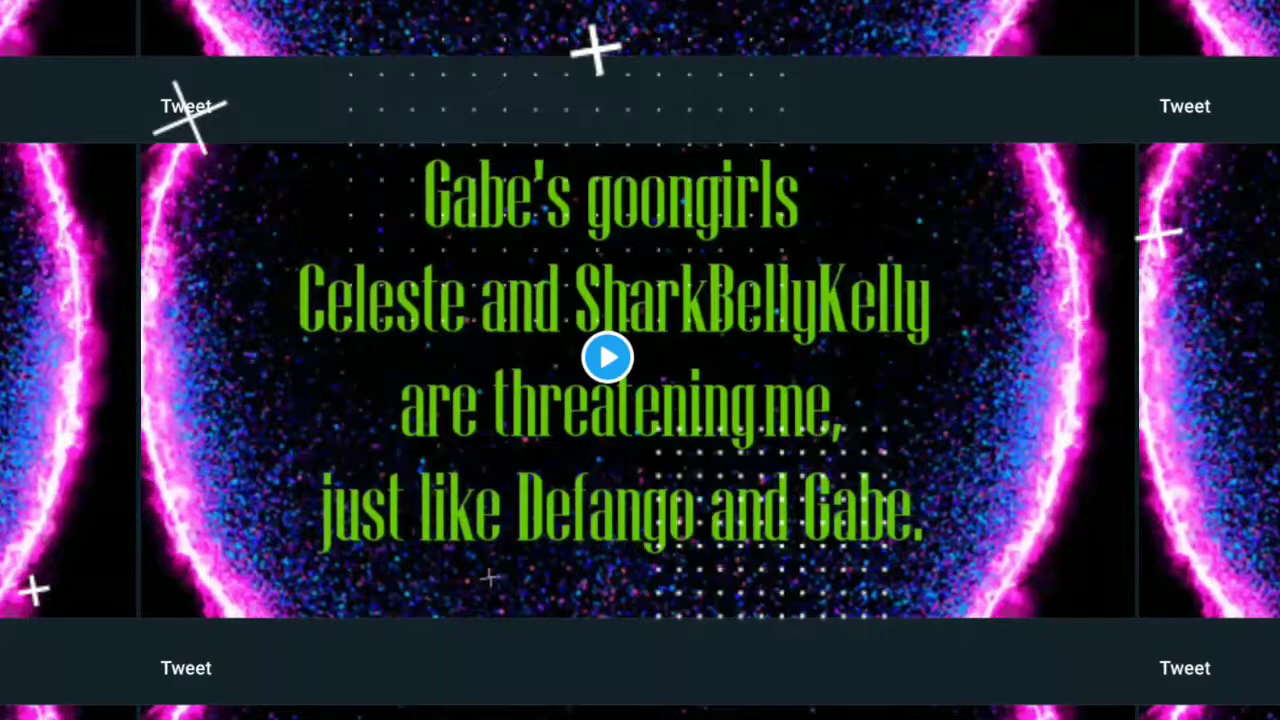 Tweet
Tweet
Gabe's goongirls
Celeste and SharkBellyKelly
are threatening me,
just like Defango and Gabe.
Tweet
Tweet